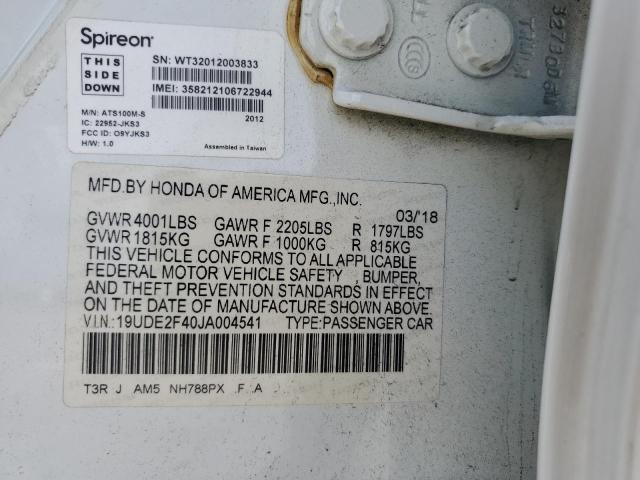 Spireon
THIS
SIDE
DOWN
SN: WT32012003833
IMEI: 358212106722944
2012
M/N: ATS100M-S
IC: 22952-JKS3
FCC ID: O9YJKS3
H/W: 1.0
Assembled in Taiwan
MFD.BY HONDA OF AMERICA MFG.,INC.
03/'18
GVWR 4001LBS GAWR F 2205LBS R 1797LBS
GVWR 1815KG GAWR F 1000KG R 815KG
THIS VEHICLE CONFORMS TO ALL APPLICABLE
FEDERAL MOTOR VEHICLE SAFETY , BUMPER,
AND THEFT PREVENTION STANDARDS IN EFFECT
ON THE DATE OF MANUFACTURE SHOWN ABOVE.
V.I.N.:19UDE2F40JA004541 TYPE:PASSENGER CAR
T3R J AM5 NH788PX F A